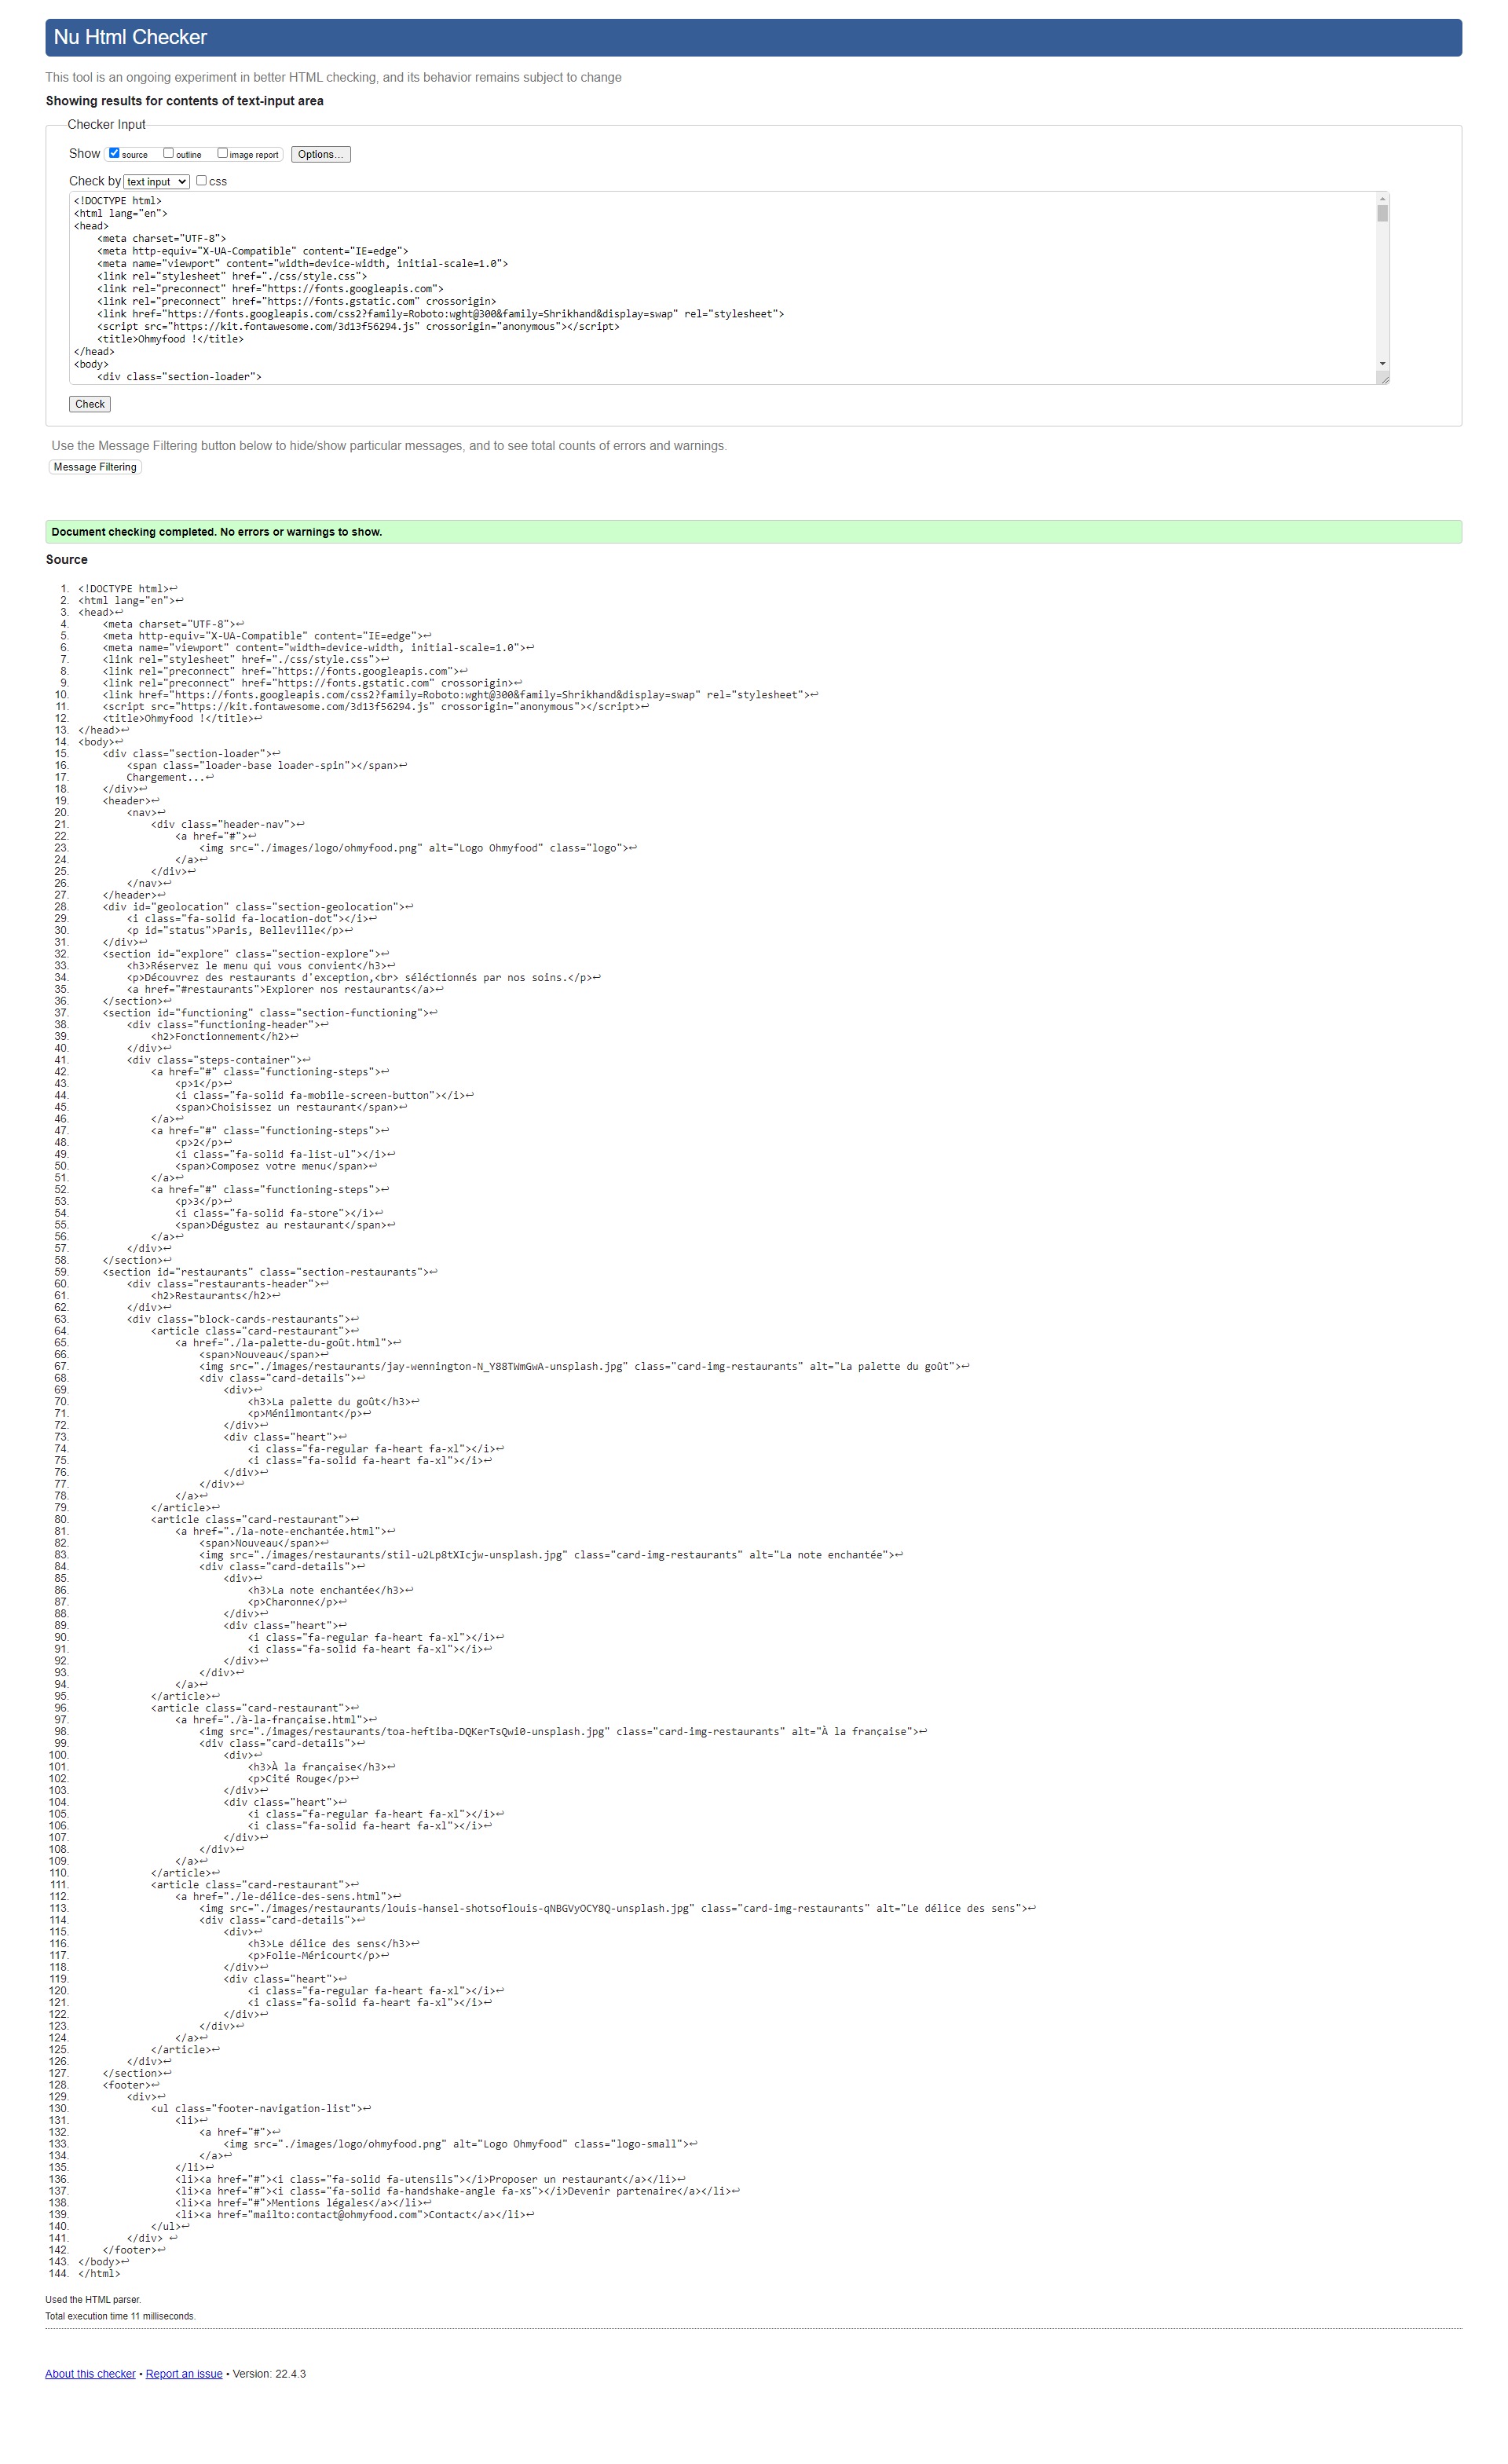 Nu Html Checker
This tool is an ongoing experiment in better HTML checking, and its behavior remains subject to change
Showing results for contents of text-input area
Checker Input
Show source outline image report Options...
Check by text input css
<!DOCTYPE html>
<html lang="en">
<head>
    <meta charset="UTF-8">
    <meta http-equiv="X-UA-Compatible" content="IE=edge">
    <meta name="viewport" content="width=device-width, initial-scale=1.0">
    <link rel="stylesheet" href="./css/style.css">
    <link rel="preconnect" href="https://fonts.googleapis.com">
    <link rel="preconnect" href="https://fonts.gstatic.com" crossorigin>
    <link href="https://fonts.googleapis.com/css2?family=Roboto:wght@300&family=Shrikhand&display=swap" rel="stylesheet">
    <script src="https://kit.fontawesome.com/3d13f56294.js" crossorigin="anonymous"></script>
    <title>Ohmyfood !</title>
</head>
<body>
    <div class="section-loader">
Check
Use the Message Filtering button below to hide/show particular messages, and to see total counts of errors and warnings.
Message Filtering
Document checking completed. No errors or warnings to show.
Source
1. <!DOCTYPE html>↩
2. <html lang="en">↩
3. <head>↩
4.     <meta charset="UTF-8">↩
5.     <meta http-equiv="X-UA-Compatible" content="IE=edge">↩
6.     <meta name="viewport" content="width=device-width, initial-scale=1.0">↩
7.     <link rel="stylesheet" href="./css/style.css">↩
8.     <link rel="preconnect" href="https://fonts.googleapis.com">↩
9.     <link rel="preconnect" href="https://fonts.gstatic.com" crossorigin>↩
10.     <link href="https://fonts.googleapis.com/css2?family=Roboto:wght@300&family=Shrikhand&display=swap" rel="stylesheet">↩
11.     <script src="https://kit.fontawesome.com/3d13f56294.js" crossorigin="anonymous"></script>↩
12.     <title>Ohmyfood !</title>↩
13. </head>↩
14. <body>↩
15.     <div class="section-loader">↩
16.         <span class="loader-base loader-spin"></span>↩
17.         Chargement...↩
18.     </div>↩
19.     <header>↩
20.         <nav>↩
21.             <div class="header-nav">↩
22.                 <a href="#">↩
23.                     <img src="./images/logo/ohmyfood.png" alt="Logo Ohmyfood" class="logo">↩
24.                 </a>↩
25.             </div>↩
26.         </nav>↩
27.     </header>↩
28.     <div id="geolocation" class="section-geolocation">↩
29.         <i class="fa-solid fa-location-dot"></i>↩
30.         <p id="status">Paris, Belleville</p>↩
31.     </div>↩
32.     <section id="explore" class="section-explore">↩
33.         <h3>Réservez le menu qui vous convient</h3>↩
34.         <p>Découvrez des restaurants d'exception,<br> séléctionnés par nos soins.</p>↩
35.         <a href="#restaurants">Explorer nos restaurants</a>↩
36.     </section>↩
37.     <section id="functioning" class="section-functioning">↩
38.         <div class="functioning-header">↩
39.             <h2>Fonctionnement</h2>↩
40.         </div>↩
41.         <div class="steps-container">↩
42.             <a href="#" class="functioning-steps">↩
43.                 <p>1</p>↩
44.                 <i class="fa-solid fa-mobile-screen-button"></i>↩
45.                 <span>Choisissez un restaurant</span>↩
46.             </a>↩
47.             <a href="#" class="functioning-steps">↩
48.                 <p>2</p>↩
49.                 <i class="fa-solid fa-list-ul"></i>↩
50.                 <span>Composez votre menu</span>↩
51.             </a>↩
52.             <a href="#" class="functioning-steps">↩
53.                 <p>3</p>↩
54.                 <i class="fa-solid fa-store"></i>↩
55.                 <span>Dégustez au restaurant</span>↩
56.             </a>↩
57.         </div>↩
58.     </section>↩
59.     <section id="restaurants" class="section-restaurants">↩
60.         <div class="restaurants-header">↩
61.             <h2>Restaurants</h2>↩
62.         </div>↩
63.         <div class="block-cards-restaurants">↩
64.             <article class="card-restaurant">↩
65.                 <a href="./la-palette-du-goût.html">↩
66.                     <span>Nouveau</span>↩
67.                     <img src="./images/restaurants/jay-wennington-N_Y88TWmGwA-unsplash.jpg" class="card-img-restaurants" alt="La palette du goût">↩
68.                     <div class="card-details">↩
69.                         <div>↩
70.                             <h3>La palette du goût</h3>↩
71.                             <p>Ménilmontant</p>↩
72.                         </div>↩
73.                         <div class="heart">↩
74.                             <i class="fa-regular fa-heart fa-xl"></i>↩
75.                             <i class="fa-solid fa-heart fa-xl"></i>↩
76.                         </div>↩
77.                     </div>↩
78.                 </a>↩
79.             </article>↩
80.             <article class="card-restaurant">↩
81.                 <a href="./la-note-enchantée.html">↩
82.                     <span>Nouveau</span>↩
83.                     <img src="./images/restaurants/stil-u2Lp8tXIcjw-unsplash.jpg" class="card-img-restaurants" alt="La note enchantée">↩
84.                     <div class="card-details">↩
85.                         <div>↩
86.                             <h3>La note enchantée</h3>↩
87.                             <p>Charonne</p>↩
88.                         </div>↩
89.                         <div class="heart">↩
90.                             <i class="fa-regular fa-heart fa-xl"></i>↩
91.                             <i class="fa-solid fa-heart fa-xl"></i>↩
92.                         </div>↩
93.                     </div>↩
94.                 </a>↩
95.             </article>↩
96.             <article class="card-restaurant">↩
97.                 <a href="./à-la-française.html">↩
98.                     <img src="./images/restaurants/toa-heftiba-DQKerTsQwi0-unsplash.jpg" class="card-img-restaurants" alt="À la française">↩
99.                     <div class="card-details">↩
100.                         <div>↩
101.                             <h3>À la française</h3>↩
102.                             <p>Cité Rouge</p>↩
103.                         </div>↩
104.                         <div class="heart">↩
105.                             <i class="fa-regular fa-heart fa-xl"></i>↩
106.                             <i class="fa-solid fa-heart fa-xl"></i>↩
107.                         </div>↩
108.                     </div>↩
109.                 </a>↩
110.             </article>↩
111.             <article class="card-restaurant">↩
112.                 <a href="./le-délice-des-sens.html">↩
113.                     <img src="./images/restaurants/louis-hansel-shotsoflouis-qNBGVyOCY8Q-unsplash.jpg" class="card-img-restaurants" alt="Le délice des sens">↩
114.                     <div class="card-details">↩
115.                         <div>↩
116.                             <h3>Le délice des sens</h3>↩
117.                             <p>Folie-Méricourt</p>↩
118.                         </div>↩
119.                         <div class="heart">↩
120.                             <i class="fa-regular fa-heart fa-xl"></i>↩
121.                             <i class="fa-solid fa-heart fa-xl"></i>↩
122.                         </div>↩
123.                     </div>↩
124.                 </a>↩
125.             </article>↩
126.         </div>↩
127.     </section>↩
128.     <footer>↩
129.         <div>↩
130.             <ul class="footer-navigation-list">↩
131.                 <li>↩
132.                     <a href="#">↩
133.                         <img src="./images/logo/ohmyfood.png" alt="Logo Ohmyfood" class="logo-small">↩
134.                     </a>↩
135.                 </li>↩
136.                 <li><a href="#"><i class="fa-solid fa-utensils"></i>Proposer un restaurant</a></li>↩
137.                 <li><a href="#"><i class="fa-solid fa-handshake-angle fa-xs"></i>Devenir partenaire</a></li>↩
138.                 <li><a href="#">Mentions légales</a></li>↩
139.                 <li><a href="mailto:contact@ohmyfood.com">Contact</a></li>↩
140.             </ul>↩
141.         </div> ↩
142.     </footer>↩
143. </body>↩
144. </html>
Used the HTML parser.
Total execution time 11 milliseconds.
About this checker • Report an issue • Version: 22.4.3